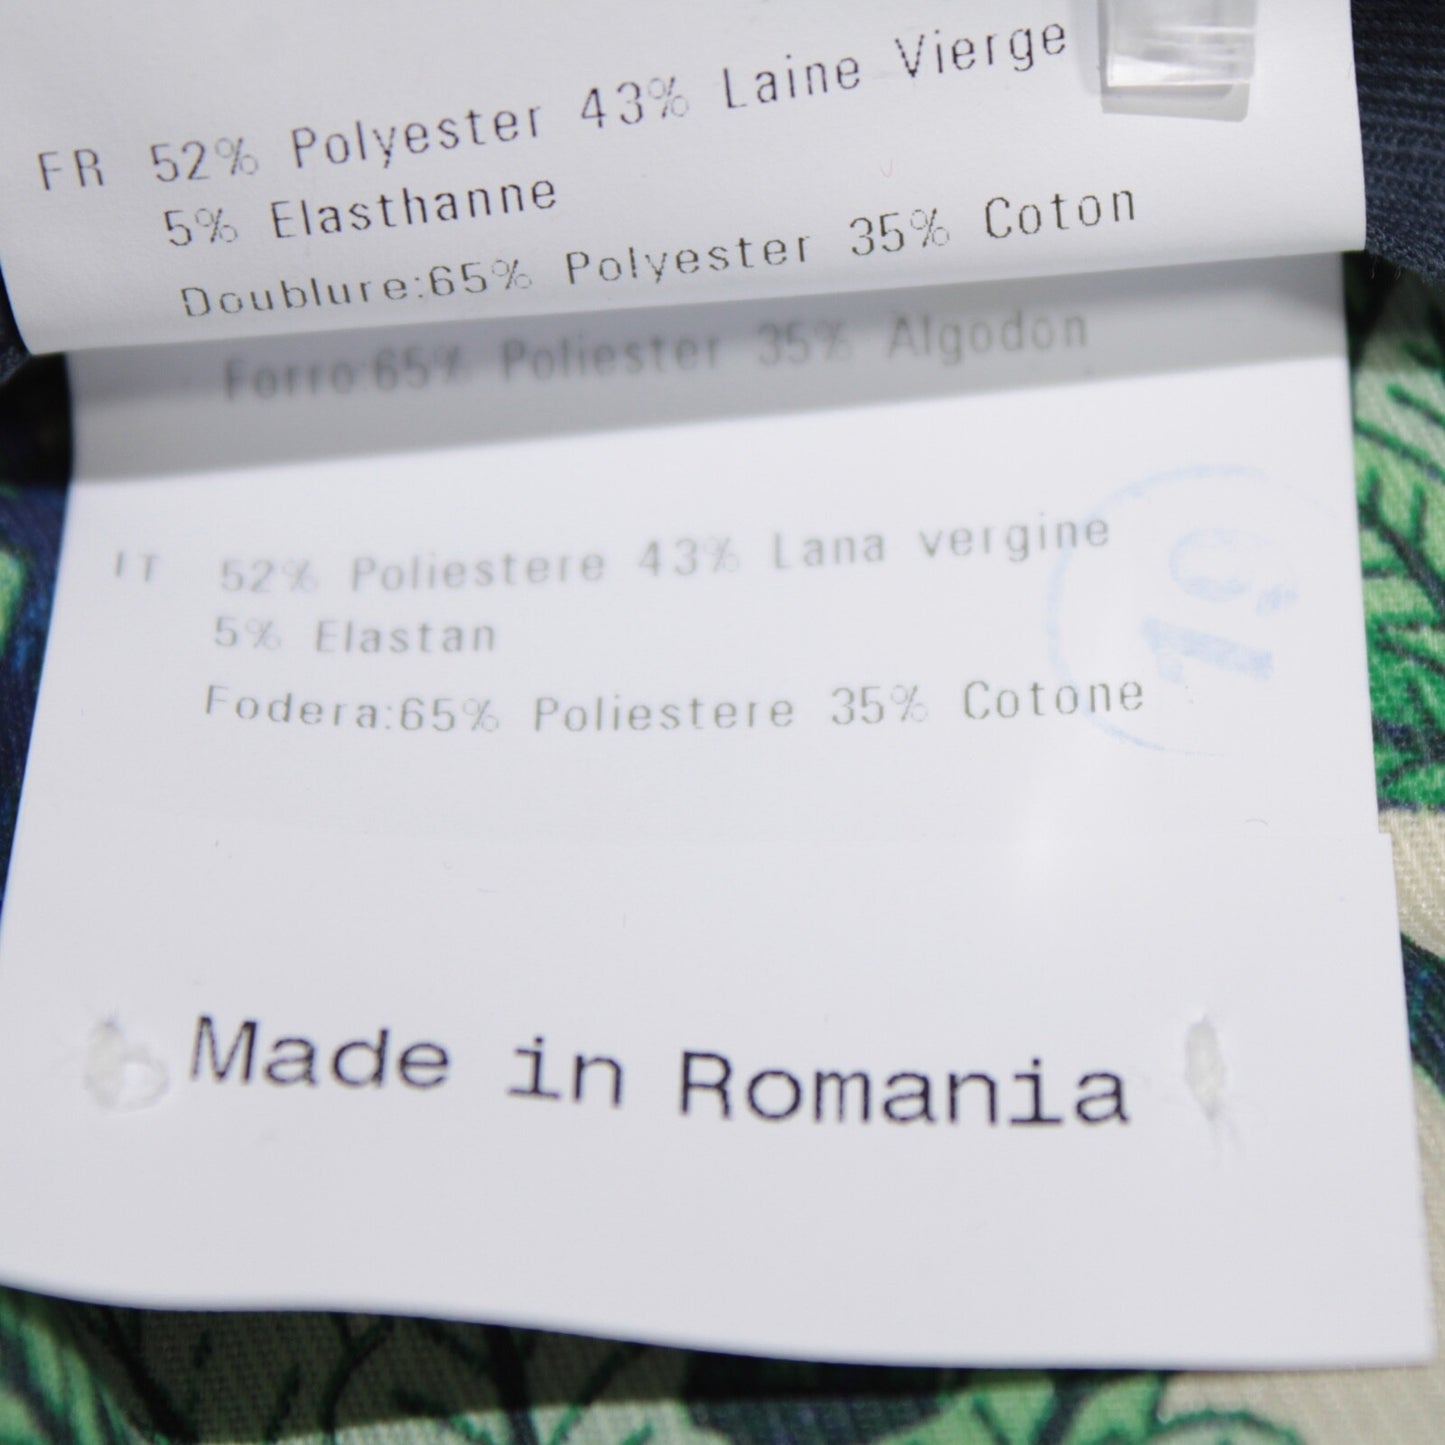 FR 52% Polyester 43% Laine Vierge
5% Elasthanne
Doublure:65% Polyester 35% Coton
Forro:65% Poliester 35% Algodon
IT 52% Poliestere 43% Lana vergine
5% Elastan
Fodera:65% Poliestere 35% Cotone
Made in Romania